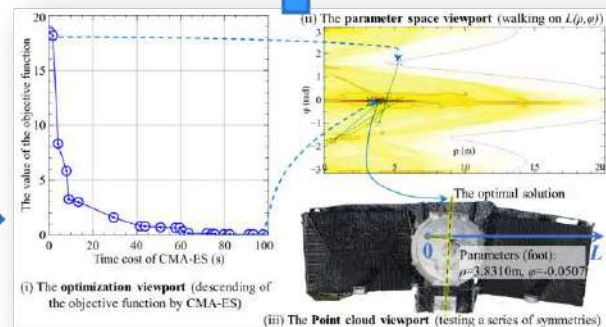 20
15
10
5
0
The value of the objective function
0 20 40 60 80 100
Time cost of CMA-ES (s)
(i) The optimization viewport (descending of
the objective function by CMA-ES)
(ii) The parameter space viewport (walking on L(ρ,φ))
3
2
1
0
-1
-2
-3
φ (rad)
ρ (m)
0 5 10 15 20
The optimal solution
0
L
Parameters (foot):
ρ=3.8310m, φ=-0.0507
(iii) The Point cloud viewport (testing a series of symmetries)